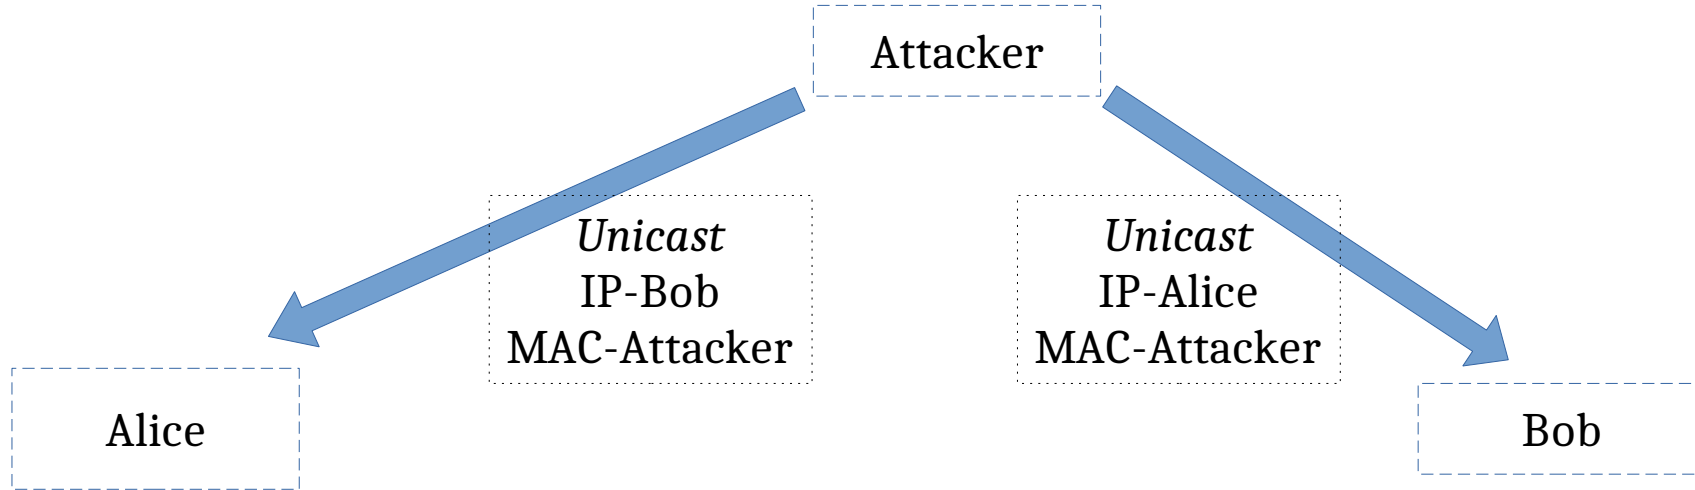 Attacker
Unicast
IP-Bob
MAC-Attacker
Unicast
IP-Alice
MAC-Attacker
Alice
Bob